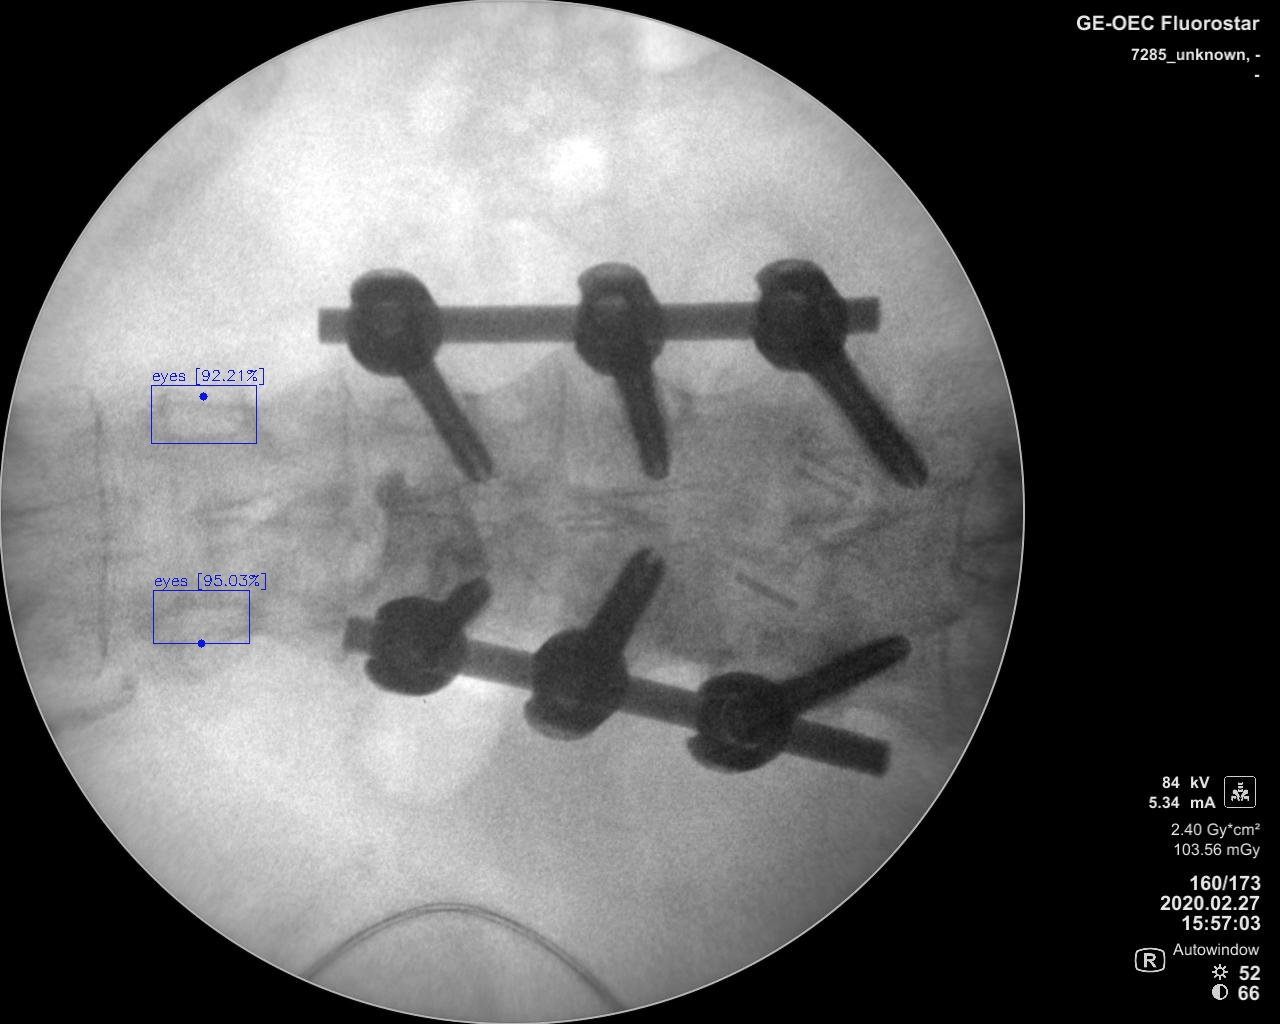 GE-OEC Fluorostar
7285_unknown, -
-
eyes [92.21%]
eyes [95.03%]
84 kV
5.34 mA
2.40 Gy*cm²
103.56 mGy
160/173
2020.02.27
15:57:03
Autowindow
R
52
66